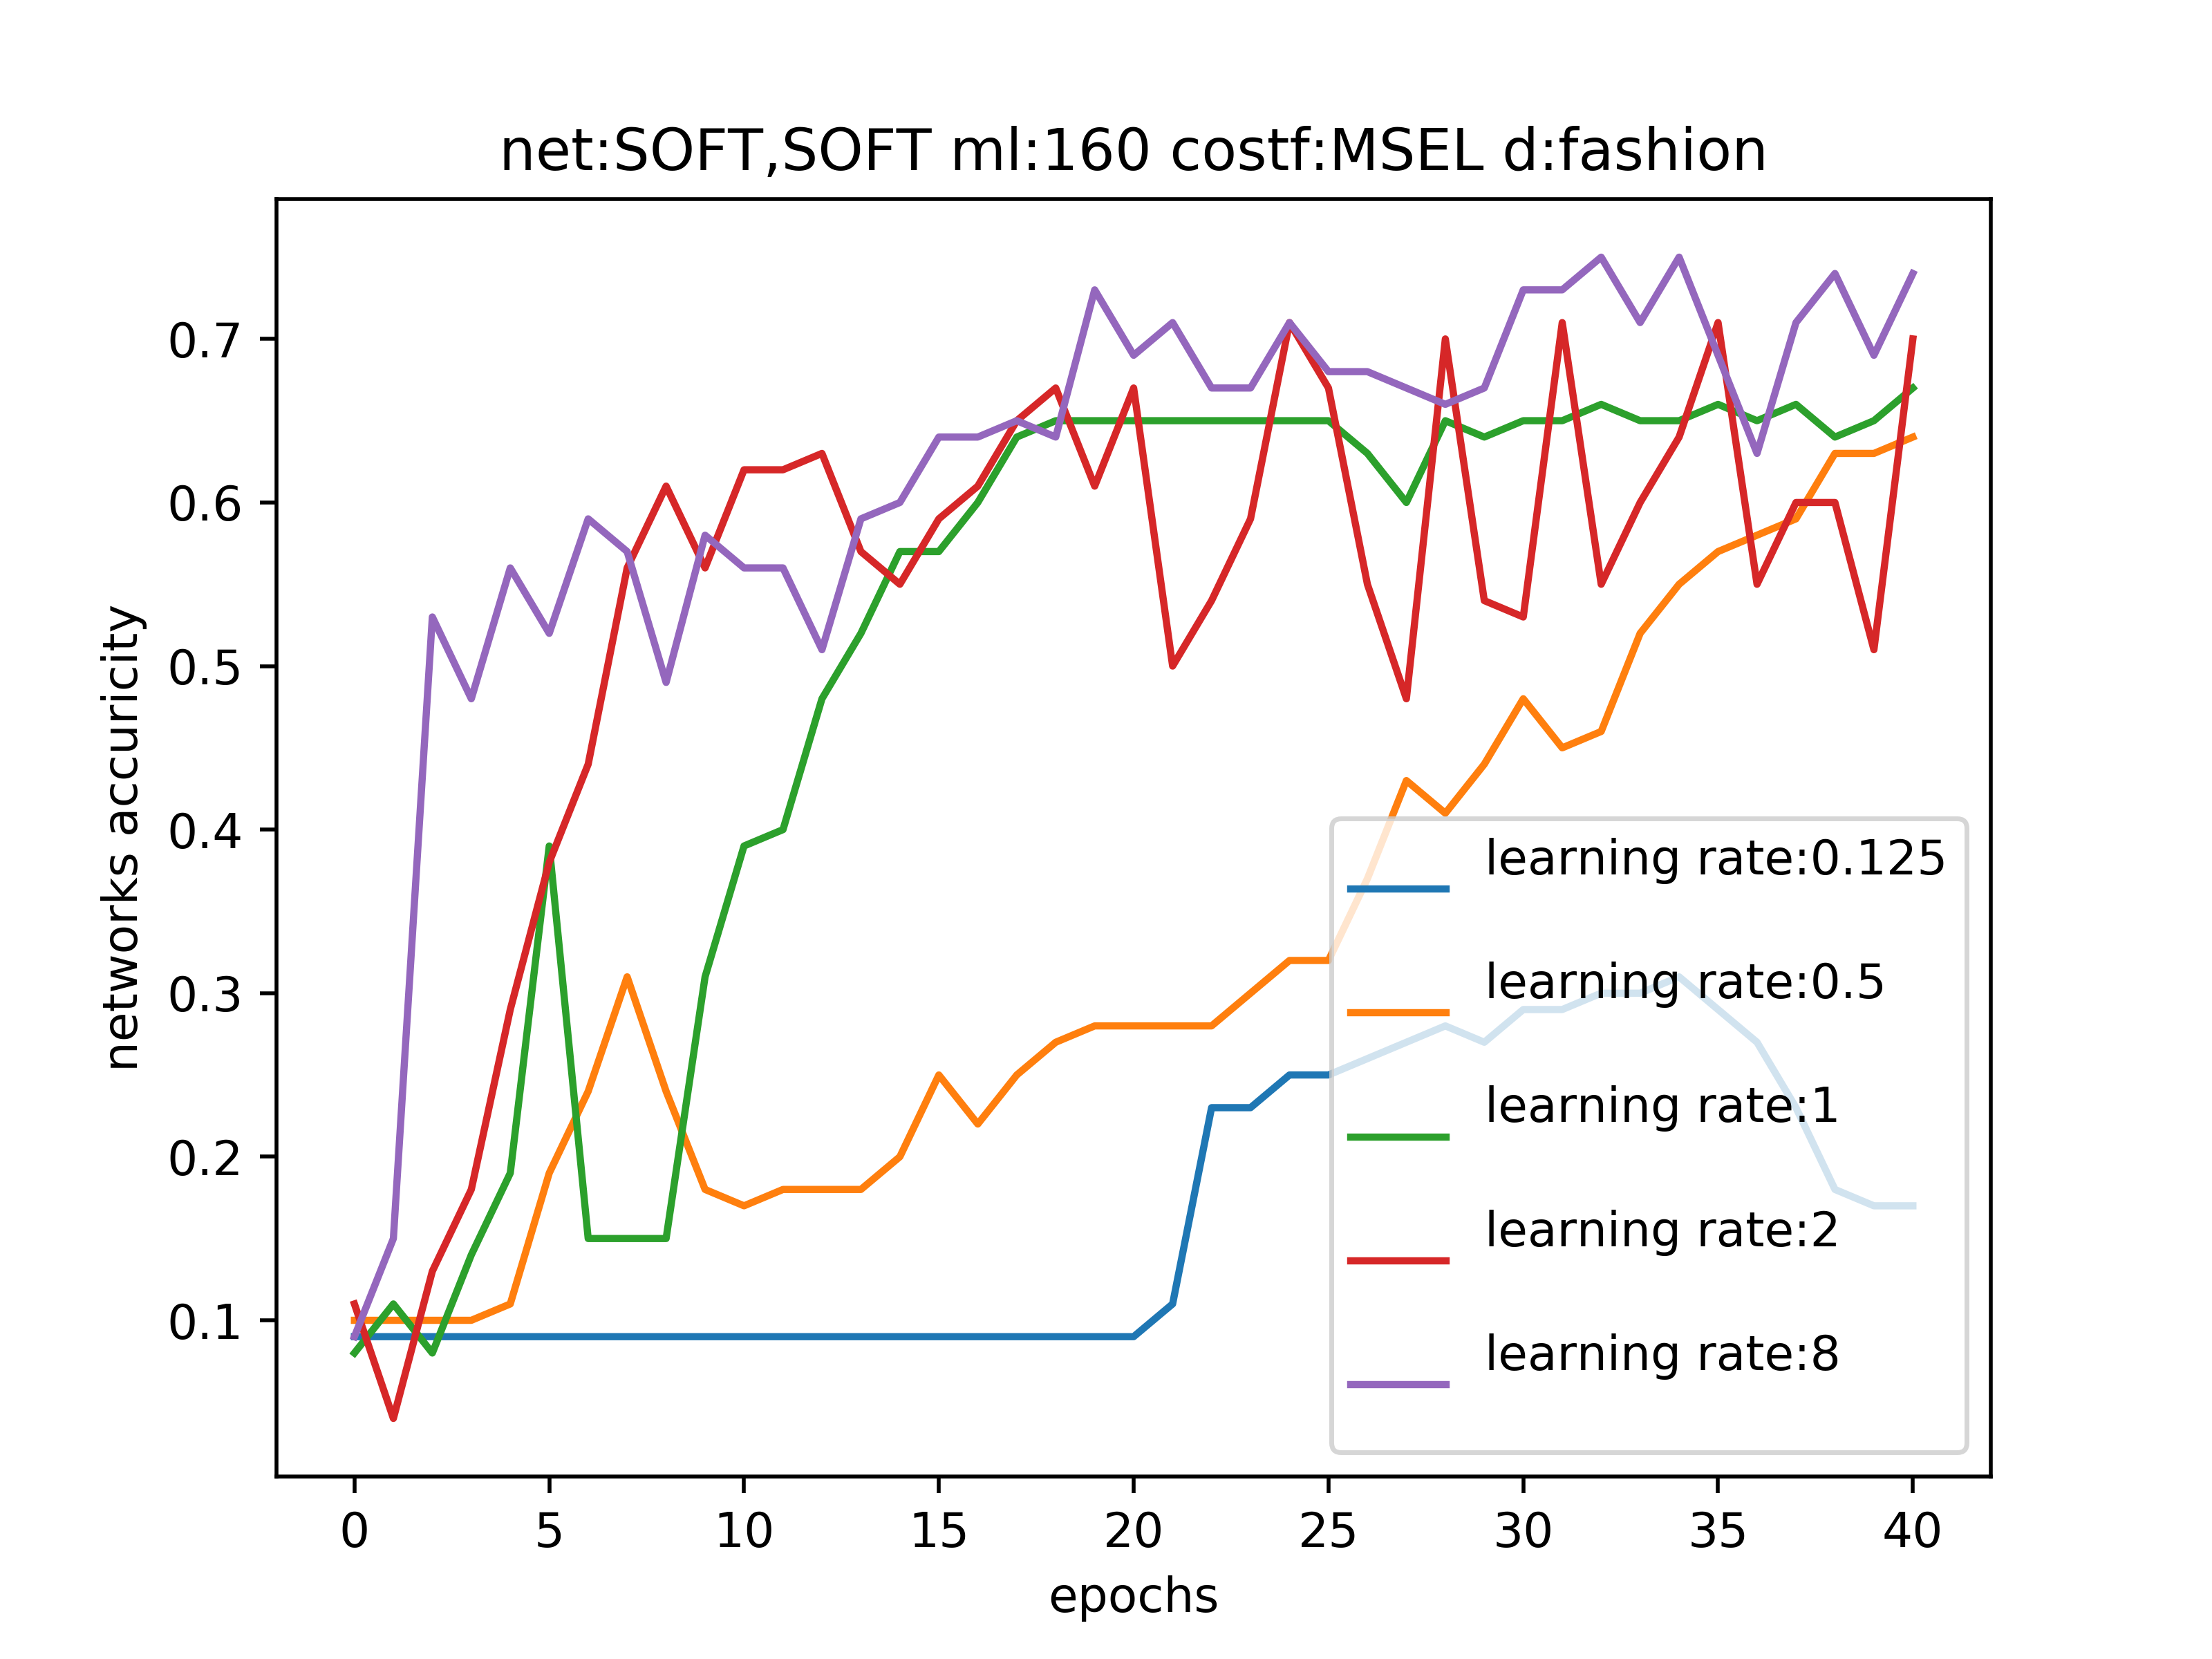 net:SOFT,SOFT ml:160 costf:MSEL d:fashion
networks accuricity
0.7
0.6
0.5
0.4
0.3
0.2
0.1
learning rate:0.125
learning rate:0.5
learning rate:1
learning rate:2
learning rate:8
0 5 10 15 20 25 30 35 40
epochs